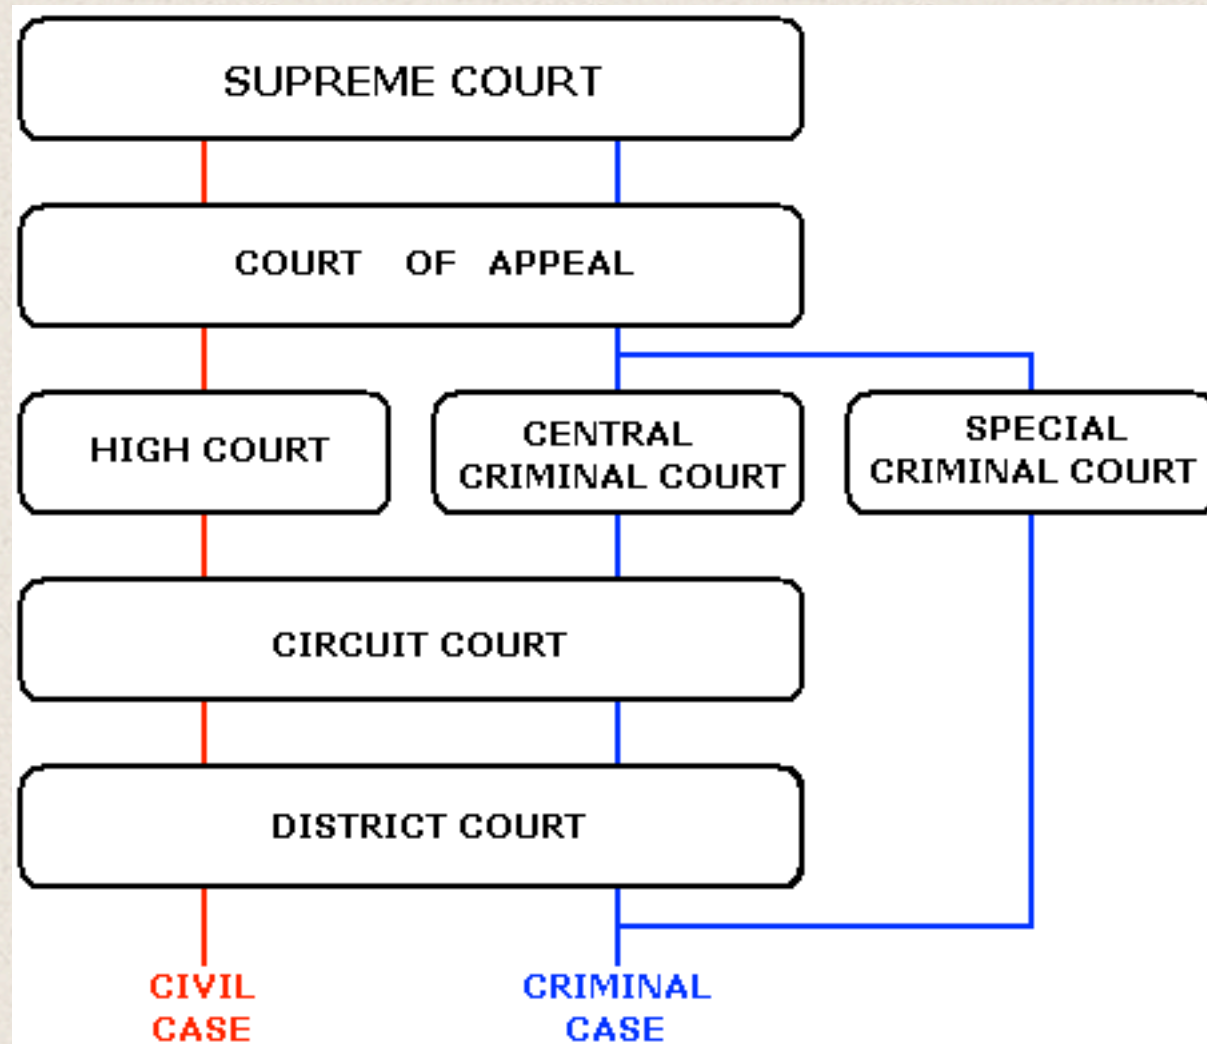 SUPREME COURT
COURT OF APPEAL
HIGH COURT
CENTRAL
CRIMINAL COURT
SPECIAL
CRIMINAL COURT
CIRCUIT COURT
DISTRICT COURT
CIVIL
CASE
CRIMINAL
CASE